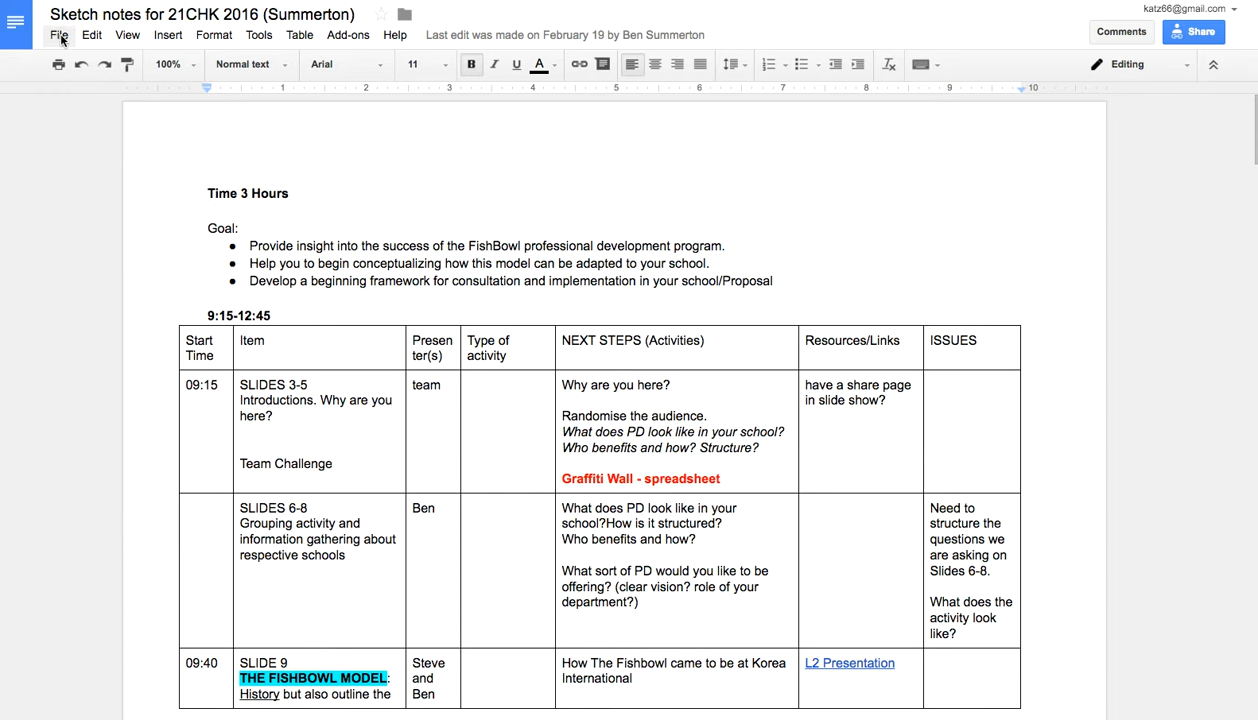 Sketch notes for 21CHK 2016 (Summerton)
katz66@gmail.com
File Edit View Insert Format Tools Table Add-ons Help Last edit was made on February 19 by Ben Summerton
Comments Share
100% Normal text Arial 11 B I U A Editing
1 2 3 4 5 6 7 8 9 10
Time 3 Hours
Goal:
● Provide insight into the success of the FishBowl professional development program.
● Help you to begin conceptualizing how this model can be adapted to your school.
● Develop a beginning framework for consultation and implementation in your school/Proposal
9:15-12:45
Start
Time
Item
Presen
ter(s)
Type of
activity
NEXT STEPS (Activities)
Resources/Links
ISSUES
09:15
SLIDES 3-5
Introductions. Why are you
here?
Team Challenge
team
Why are you here?
Randomise the audience.
What does PD look like in your school?
Who benefits and how? Structure?
Graffiti Wall - spreadsheet
have a share page
in slide show?
SLIDES 6-8
Grouping activity and
information gathering about
respective schools
Ben
What does PD look like in your
school?How is it structured?
Who benefits and how?
What sort of PD would you like to be
offering? (clear vision? role of your
department?)
Need to
structure the
questions we
are asking on
Slides 6-8.
What does the
activity look
like?
09:40
SLIDE 9
THE FISHBOWL MODEL:
History but also outline the
Steve
and
Ben
How The Fishbowl came to be at Korea
International
L2 Presentation